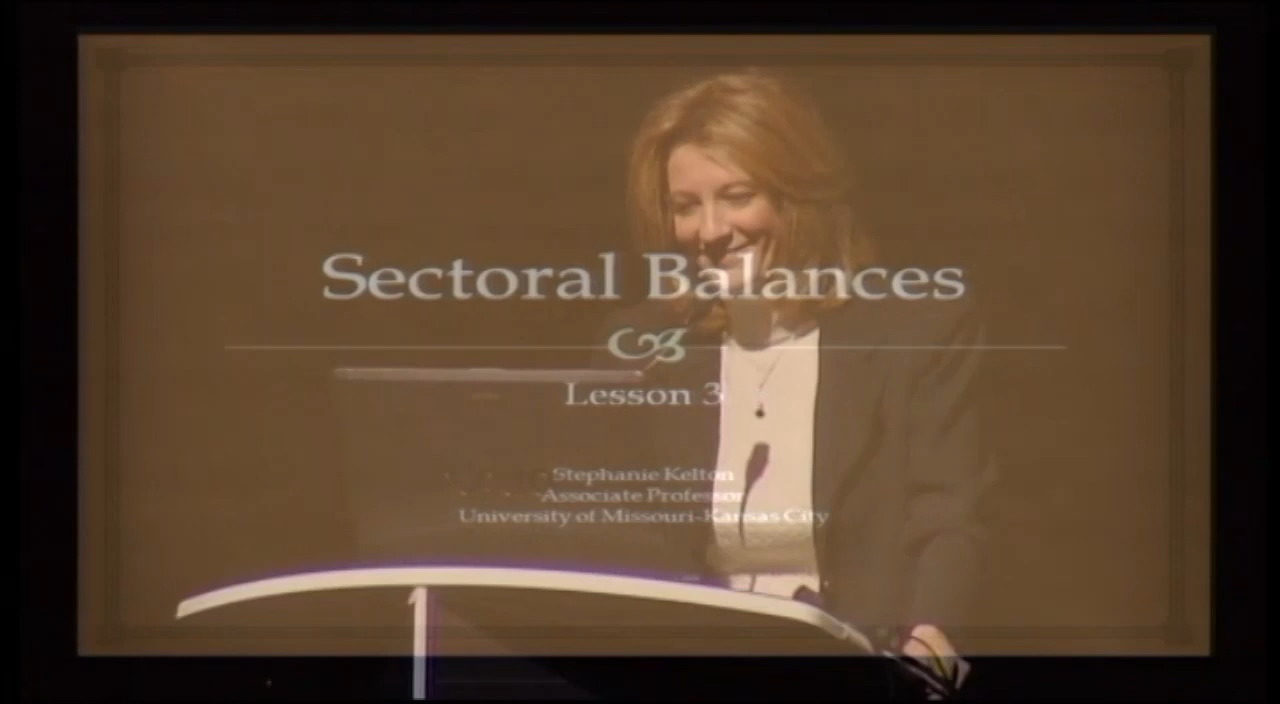 Sectoral Balances
Lesson 3
Stephanie Kelton
Associate Professor
University of Missouri-Kansas City